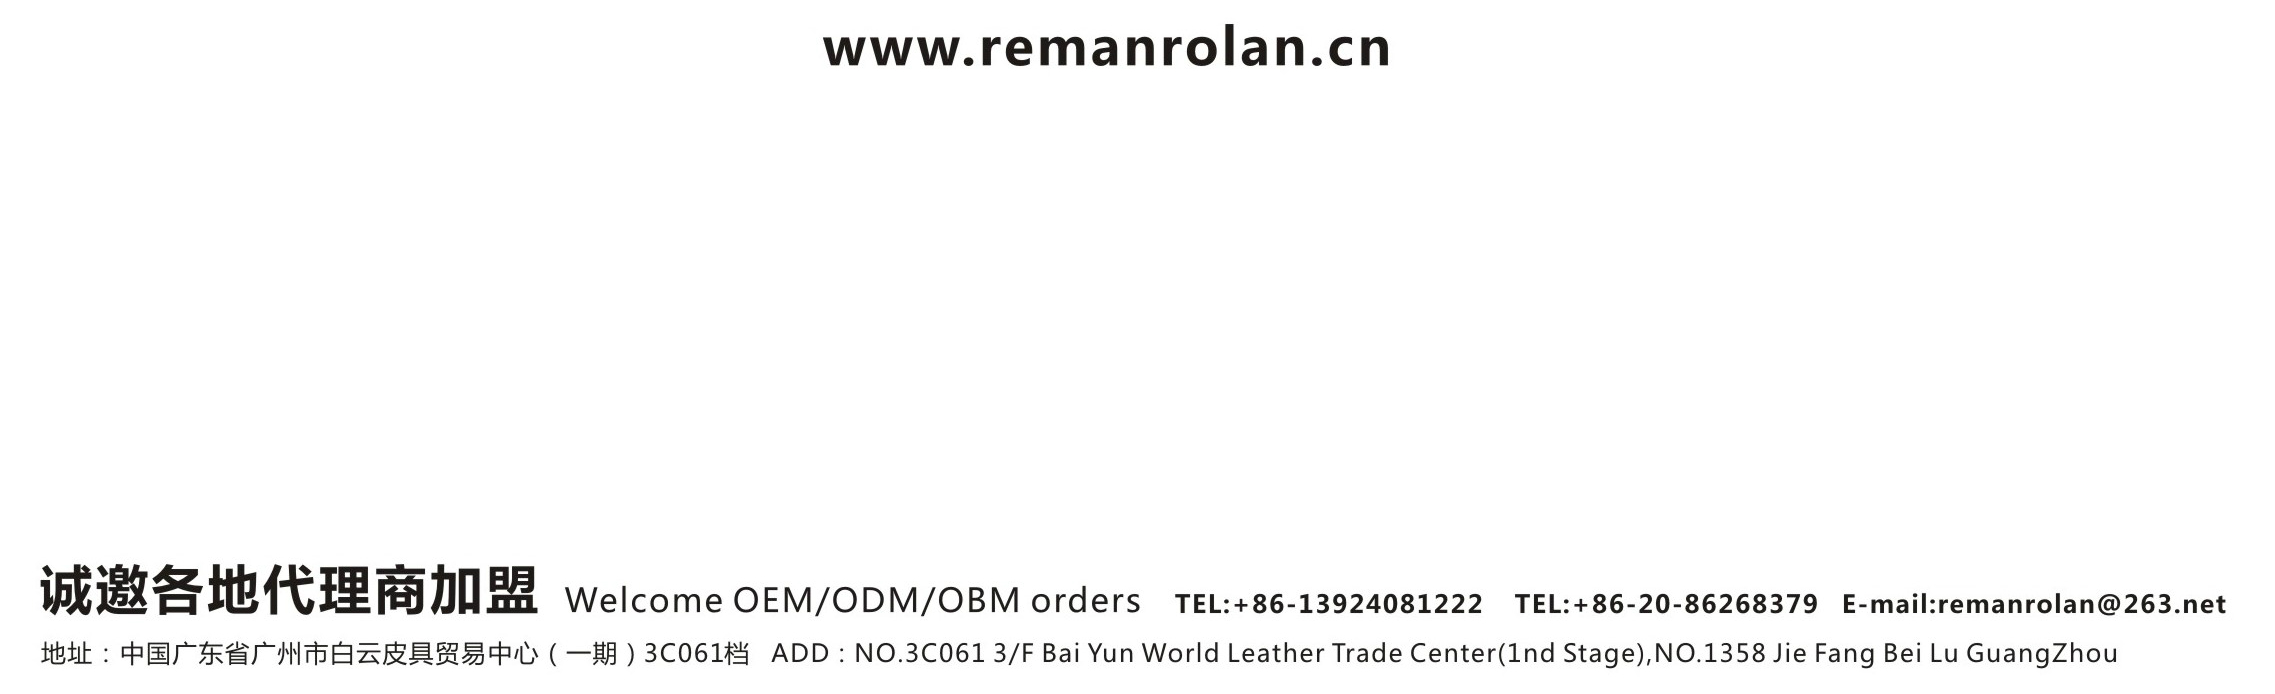 www.remanrolan.cn
诚邀各地代理商加盟 Welcome OEM/ODM/OBM orders TEL:+86-13924081222 TEL:+86-20-86268379 E-mail:remanrolan@263.net
地址：中国广东省广州市白云皮具贸易中心（一期）3C061档 ADD：NO.3C061 3/F Bai Yun World Leather Trade Center(1nd Stage),NO.1358 Jie Fang Bei Lu GuangZhou